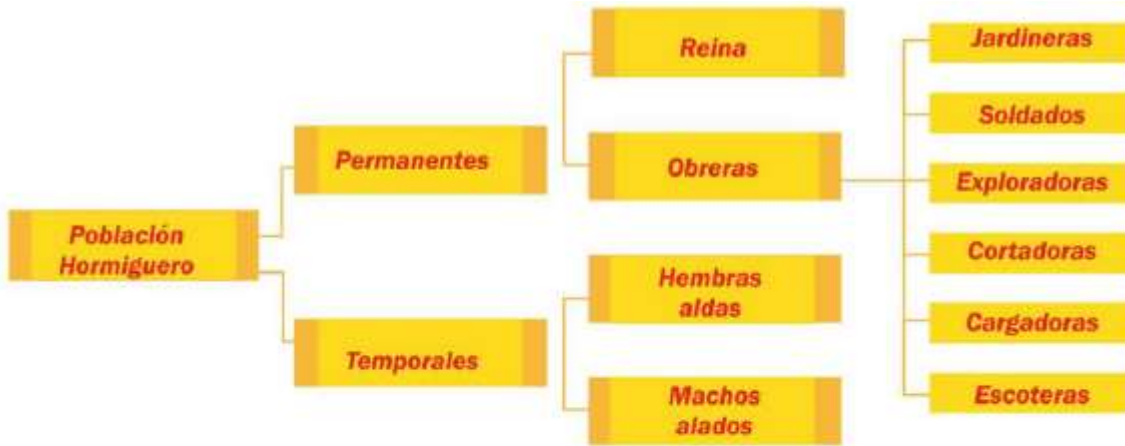 Población
Hormiguero
Permanentes
Temporales
Reina
Obreras
Hembras
aldas
Machos
alados
Jardineras
Soldados
Exploradoras
Cortadoras
Cargadoras
Escoteras